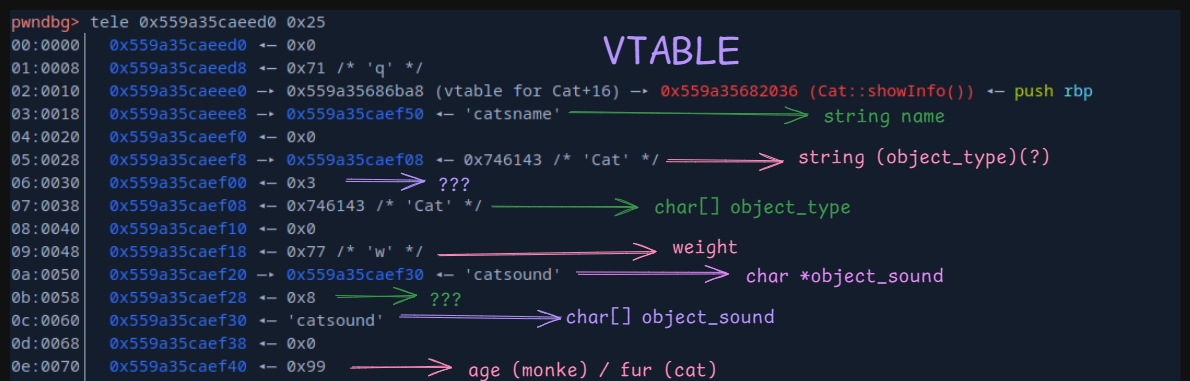 pwndbg> tele 0x559a35caeed0 0x25
VTABLE
00:0000│ 0x559a35caeed0 ◂— 0x0
01:0008│ 0x559a35caeed8 ◂— 0x71 /* 'q' */
02:0010│ 0x559a35caeee0 —▸ 0x559a35686ba8 (vtable for Cat+16) —▸ 0x559a35682036 (Cat::showInfo()) ◂— push rbp
03:0018│ 0x559a35caeee8 —▸ 0x559a35caef50 ◂— 'catsname' string name
04:0020│ 0x559a35caeef0 ◂— 0x0
05:0028│ 0x559a35caeef8 —▸ 0x559a35caef08 ◂— 0x746143 /* 'Cat' */ string (object_type)(?)
06:0030│ 0x559a35caef00 ◂— 0x3 ???
07:0038│ 0x559a35caef08 ◂— 0x746143 /* 'Cat' */ char[] object_type
08:0040│ 0x559a35caef10 ◂— 0x0
09:0048│ 0x559a35caef18 ◂— 0x77 /* 'w' */ weight
0a:0050│ 0x559a35caef20 —▸ 0x559a35caef30 ◂— 'catsound' char *object_sound
0b:0058│ 0x559a35caef28 ◂— 0x8 ???
0c:0060│ 0x559a35caef30 ◂— 'catsound' char[] object_sound
0d:0068│ 0x559a35caef38 ◂— 0x0
0e:0070│ 0x559a35caef40 ◂— 0x99 age (monke) / fur (cat)